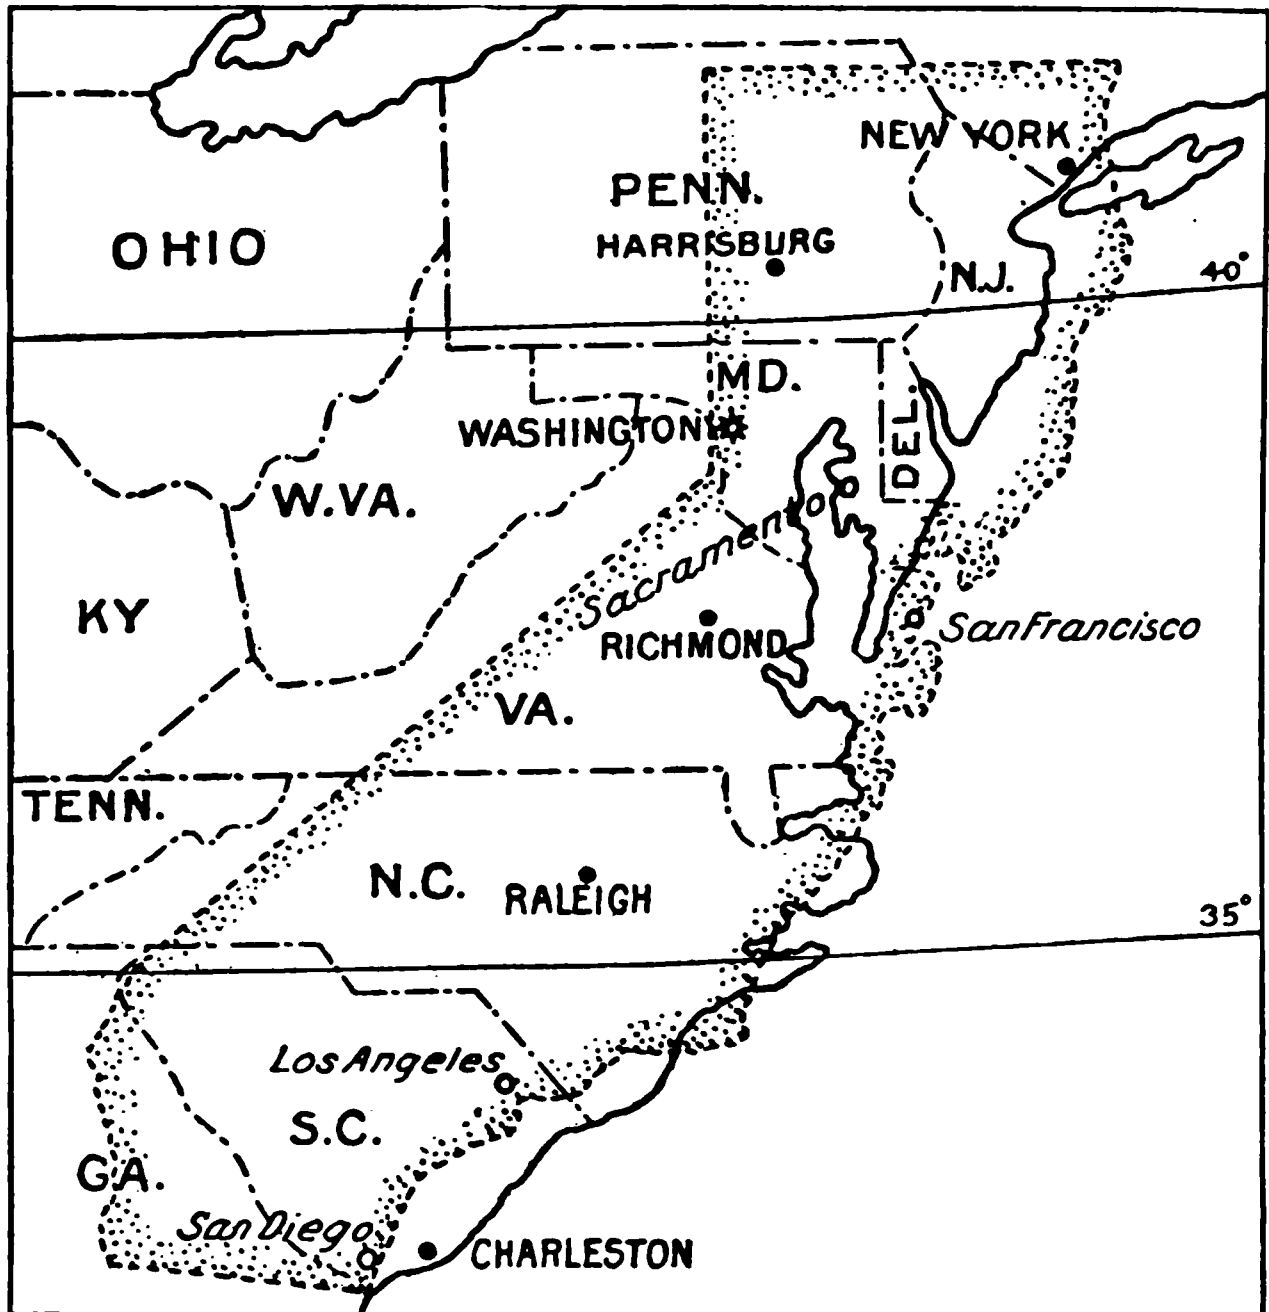 NEW YORK
PENN.
OHIO
HARRISBURG
N.J.
40°
MD.
WASHINGTON
DEL.
W.VA.
Sacramento
KY
RICHMOND
San Francisco
VA.
TENN.
N.C.
RALEIGH
35°
Los Angeles
S.C.
GA.
San Diego
CHARLESTON